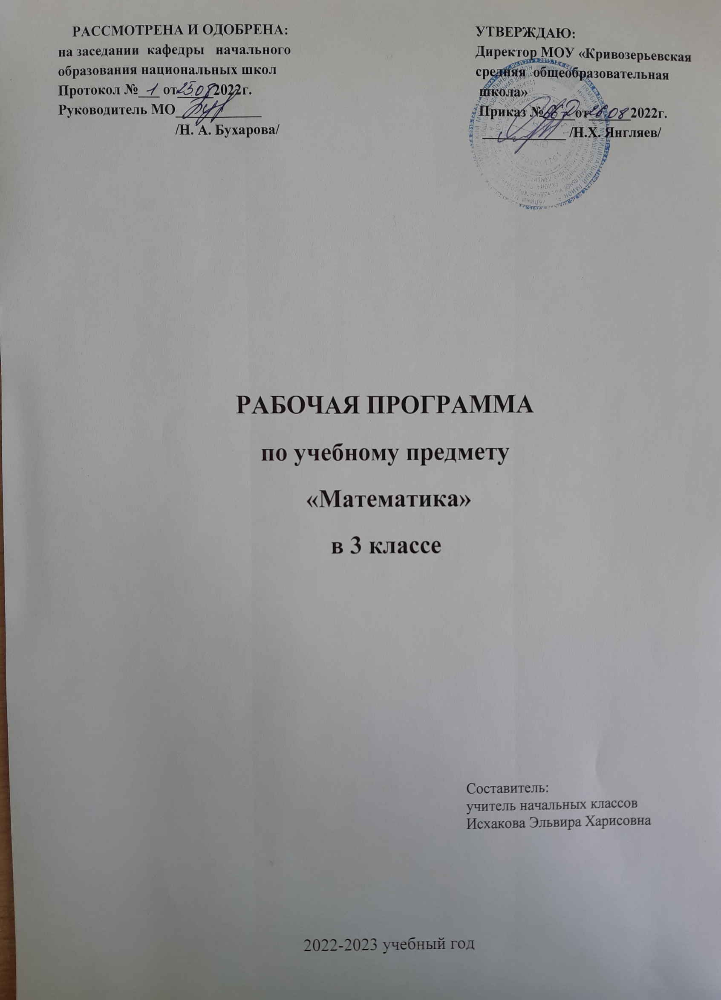 РАССМОТРЕНА И ОДОБРЕНА:
на заседании кафедры начального
образования национальных школ
Протокол № 1 от 25 08 2022г.
Руководитель МО
/Н. А. Бухарова/
УТВЕРЖДАЮ:
Директор МОУ «Кривозерьевская
средняя общеобразовательная
школа»
Приказ № от 26.08 2022г.
/Н.Х. Янгляев/
РАБОЧАЯ ПРОГРАММА
по учебному предмету
«Математика»
в 3 классе
Составитель:
учитель начальных классов
Исхакова Эльвира Харисовна
2022-2023 учебный год